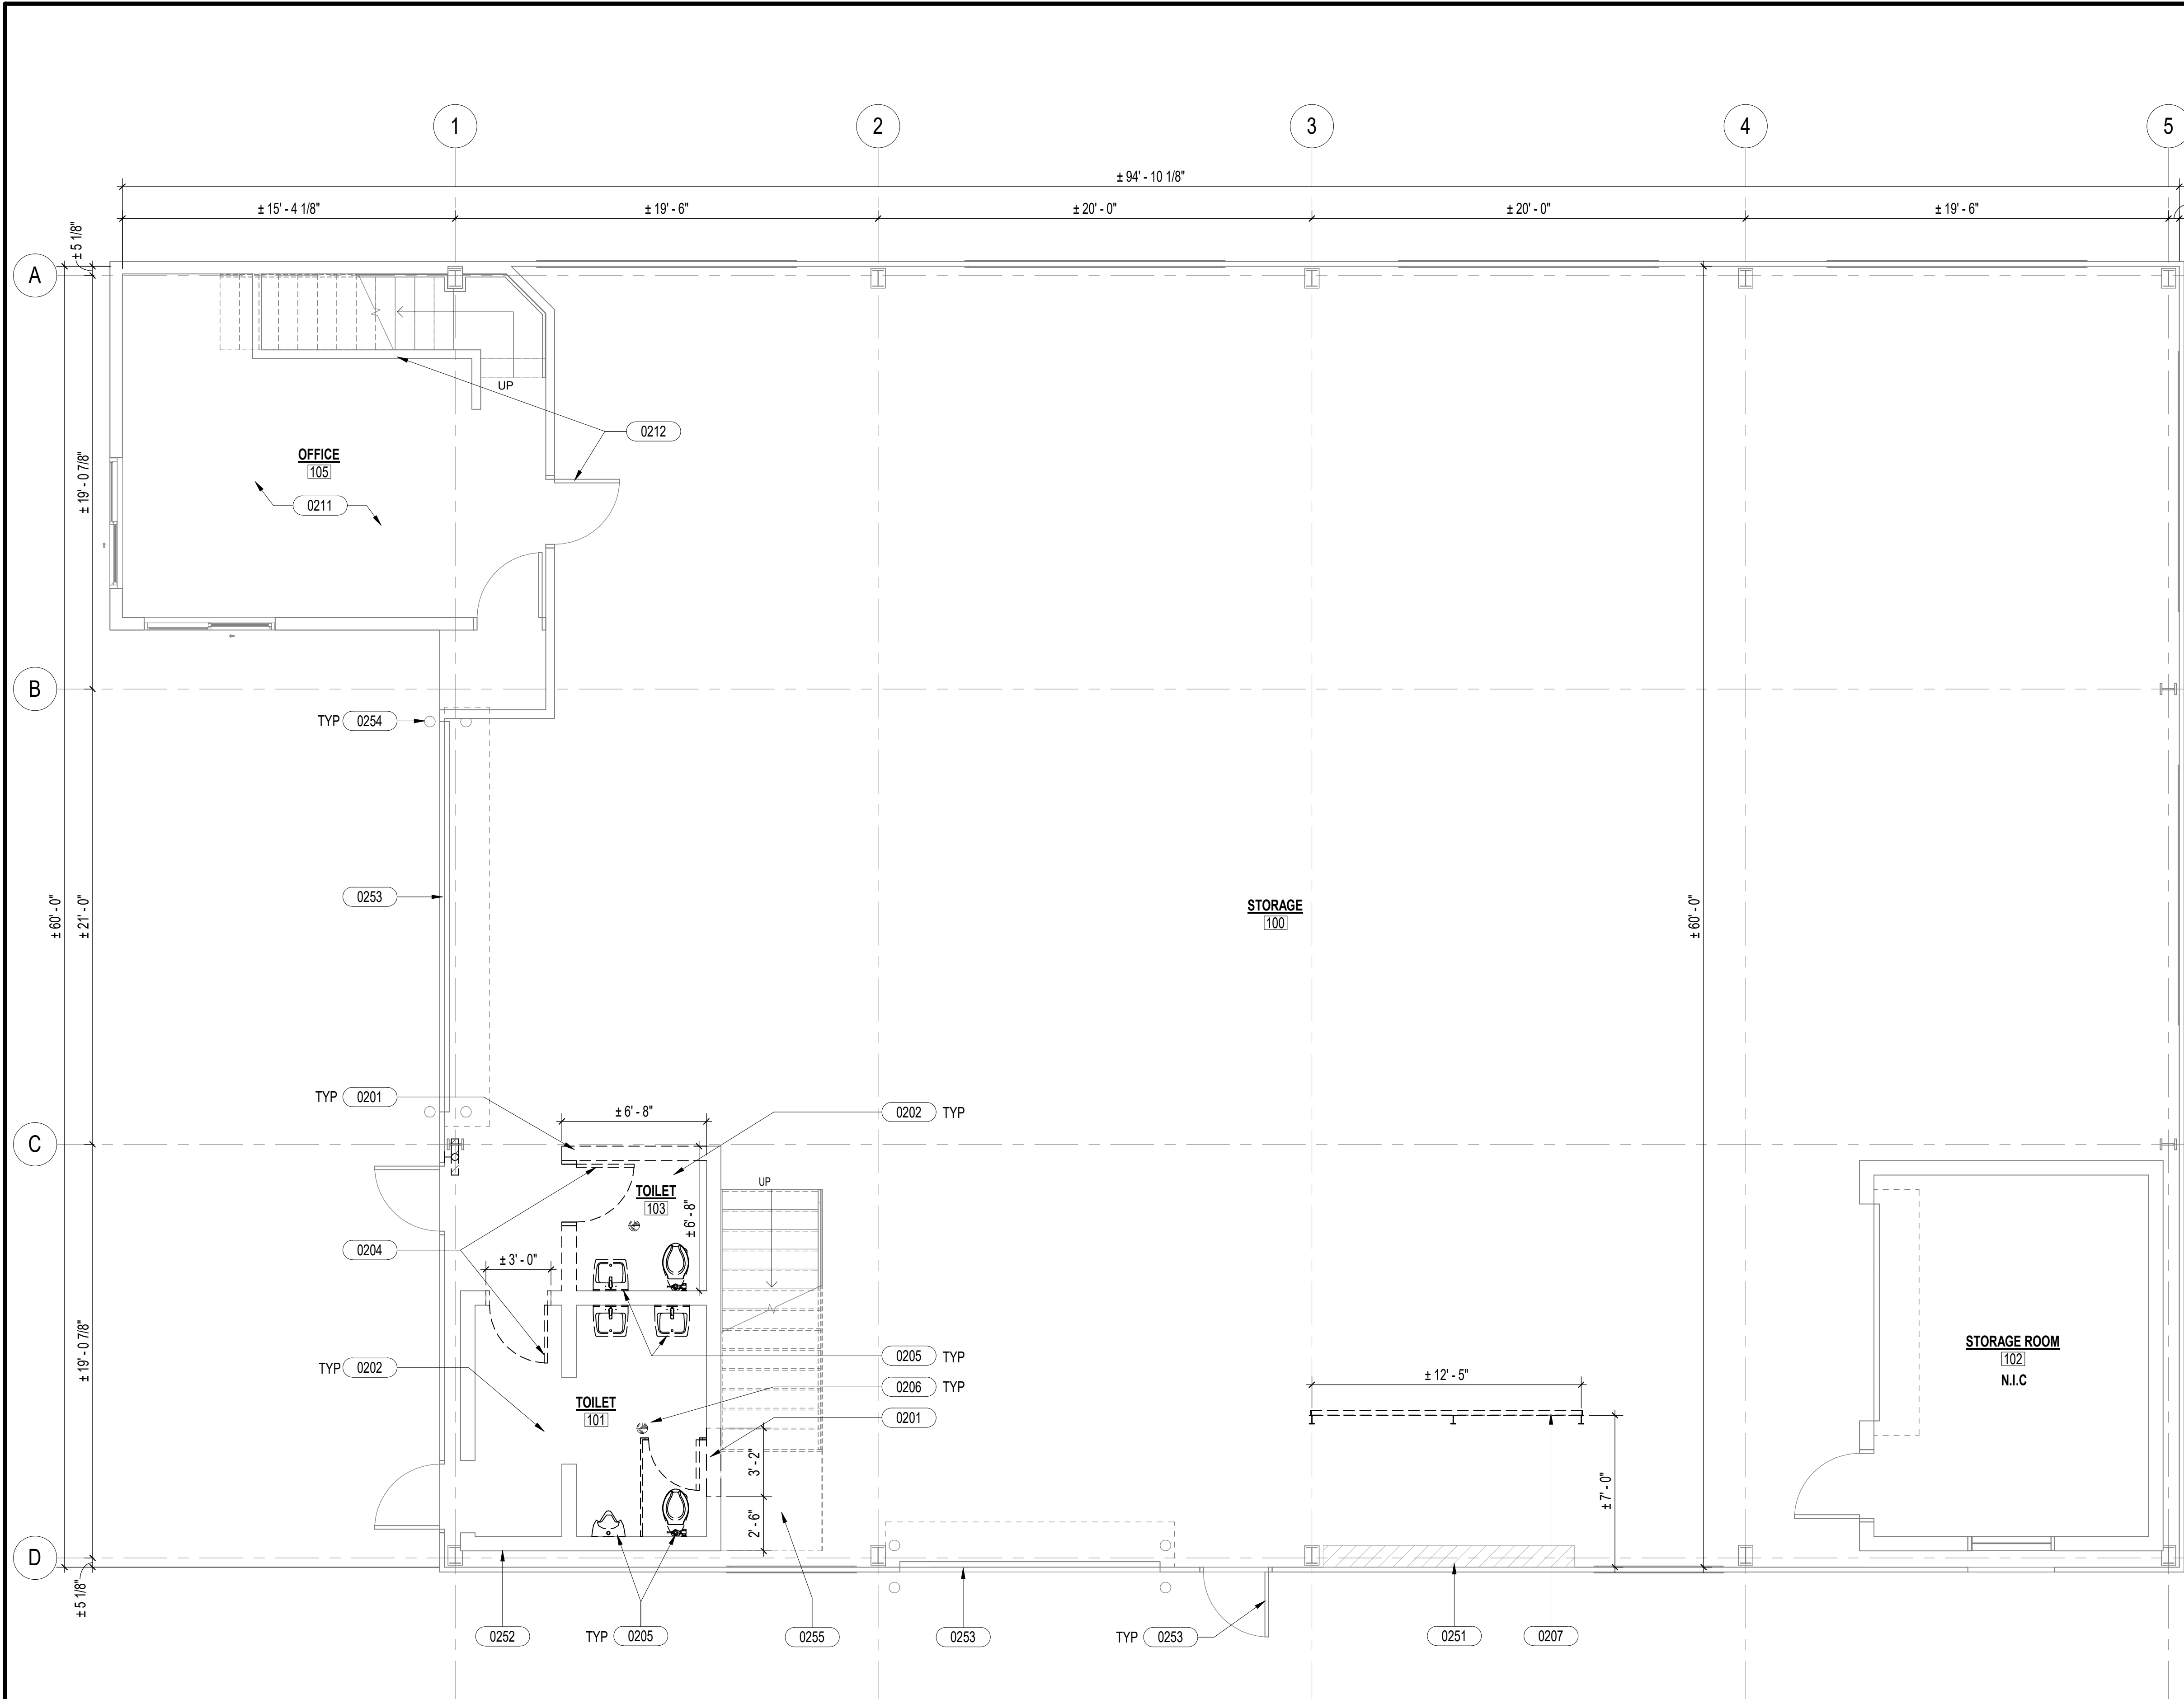 1
2
3
4
5
± 94' - 10 1/8"
± 15' - 4 1/8"
± 19' - 6"
± 20' - 0"
± 20' - 0"
± 19' - 6"
± 5 1/8"
A
UP
0212
OFFICE
105
± 19' - 0 7/8"
0211
B
TYP 0254
0253
± 60' - 0"
± 21' - 0"
STORAGE
100
± 60' - 0"
TYP 0201
± 6' - 8"
0202 TYP
C
UP
TOILET
103
± 6' - 8"
0204
± 3' - 0"
± 19' - 0 7/8"
TYP 0202
0205 TYP
0206 TYP
0201
TOILET
101
STORAGE ROOM
102
N.I.C
± 12' - 5"
3' - 2"
± 7' - 0"
2' - 6"
D
± 5 1/8"
0252
TYP 0205
0255
0253
TYP 0253
0251
0207